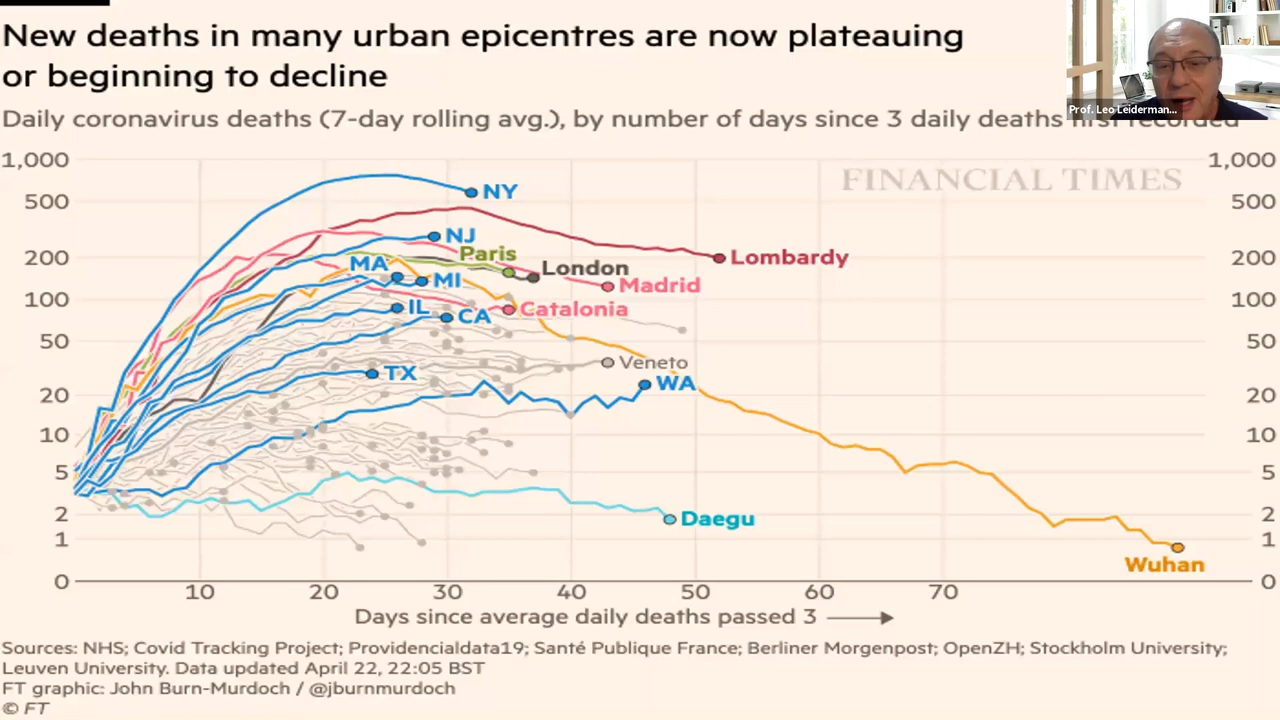 New deaths in many urban epicentres are now plateauing
or beginning to decline
Prof. Leo Leiderman...
Daily coronavirus deaths (7-day rolling avg.), by number of days since 3 daily deaths first recorded
1,000
1,000
FINANCIAL TIMES
500
NY
500
NJ
Paris
200
MA
London
Lombardy
200
MI
Madrid
100
IL
CA
Catalonia
100
50
Veneto
50
TX
WA
20
20
10
10
5
5
2
Daegu
2
1
1
Wuhan
0
0
10
20
30
40
50
60
70
Days since average daily deaths passed 3
Sources: NHS; Covid Tracking Project; Providencialdata19; Santé Publique France; Berliner Morgenpost; OpenZH; Stockholm University;
Leuven University. Data updated April 22, 22:05 BST
FT graphic: John Burn-Murdoch / @jburnmurdoch
© FT